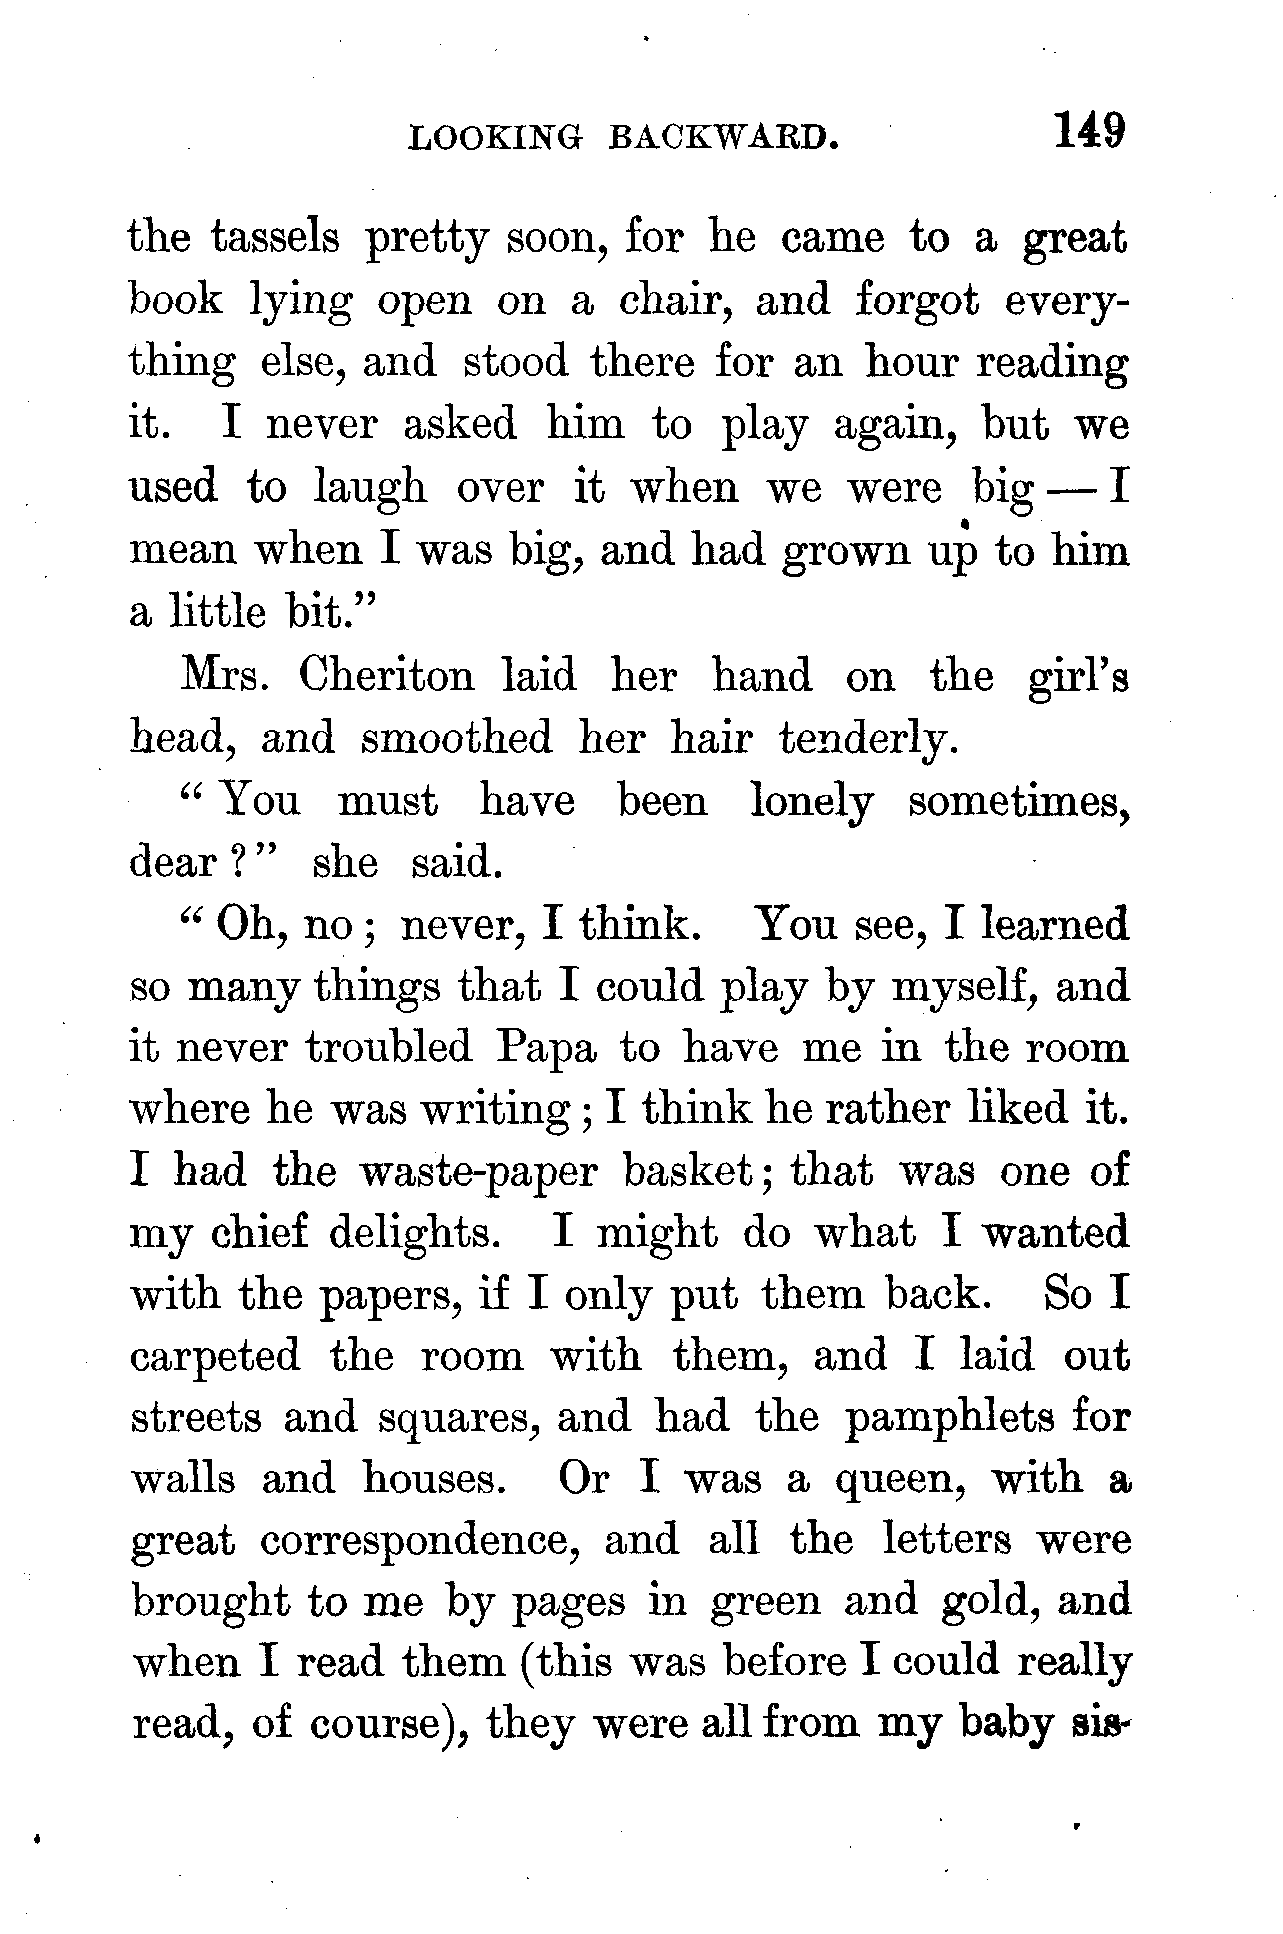 LOOKING BACKWARD. 149
the tassels pretty soon, for he came to a great
book lying open on a chair, and forgot every-
thing else, and stood there for an hour reading
it. I never asked him to play again, but we
used to laugh over it when we were big — I
mean when I was big, and had grown up to him
a little bit.”
Mrs. Cheriton laid her hand on the girl’s
head, and smoothed her hair tenderly.
“ You must have been lonely sometimes,
dear ? ” she said.
“ Oh, no ; never, I think. You see, I learned
so many things that I could play by myself, and
it never troubled Papa to have me in the room
where he was writing ; I think he rather liked it.
I had the waste-paper basket ; that was one of
my chief delights. I might do what I wanted
with the papers, if I only put them back. So I
carpeted the room with them, and I laid out
streets and squares, and had the pamphlets for
walls and houses. Or I was a queen, with a
great correspondence, and all the letters were
brought to me by pages in green and gold, and
when I read them (this was before I could really
read, of course), they were all from my baby sis-